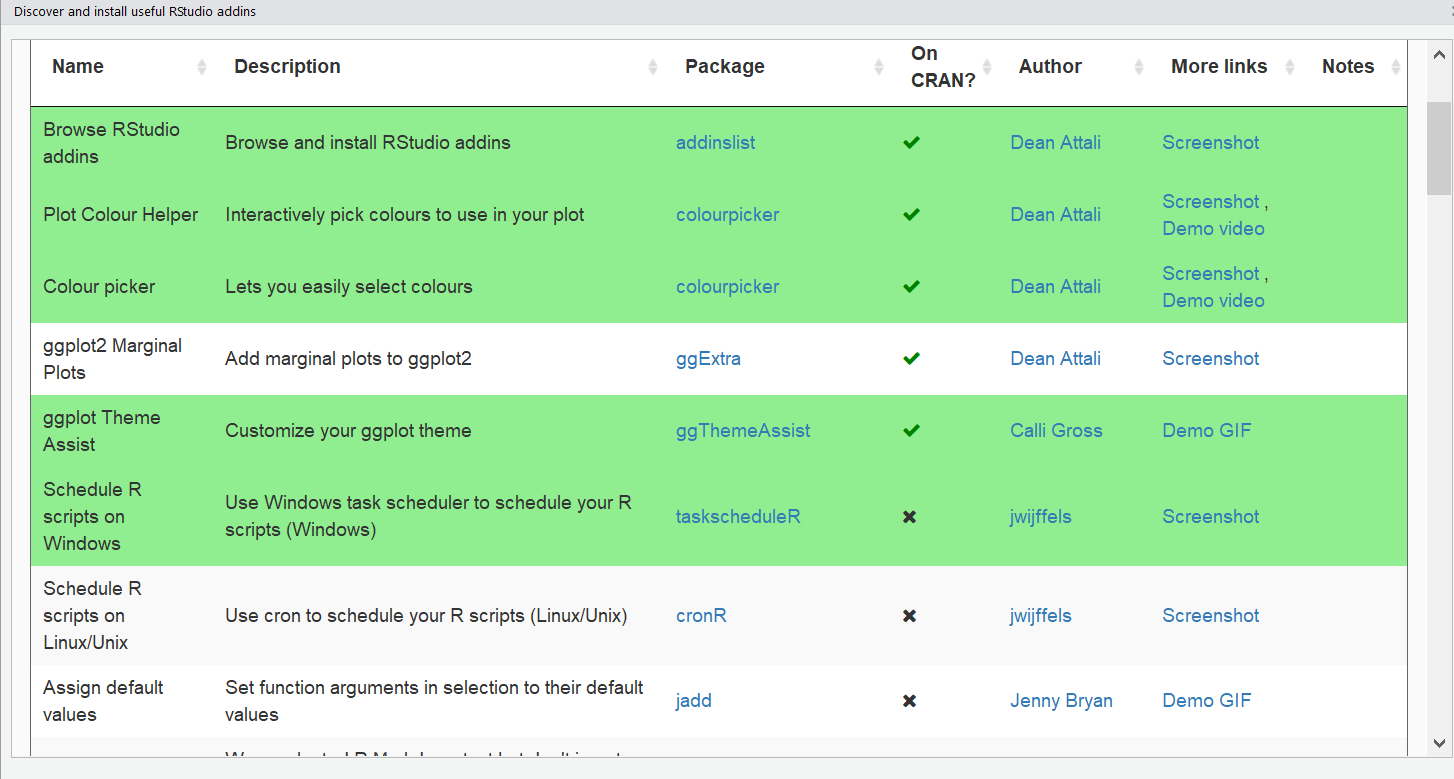 Discover and install useful RStudio addins
Name Description Package On CRAN? Author More links Notes
Browse RStudio addins Browse and install RStudio addins addinslist Dean Attali Screenshot
Plot Colour Helper Interactively pick colours to use in your plot colourpicker Dean Attali Screenshot , Demo video
Colour picker Lets you easily select colours colourpicker Dean Attali Screenshot , Demo video
ggplot2 Marginal Plots Add marginal plots to ggplot2 ggExtra Dean Attali Screenshot
ggplot Theme Assist Customize your ggplot theme ggThemeAssist Calli Gross Demo GIF
Schedule R scripts on Windows Use Windows task scheduler to schedule your R scripts (Windows) taskscheduleR jwijffels Screenshot
Schedule R scripts on Linux/Unix Use cron to schedule your R scripts (Linux/Unix) cronR jwijffels Screenshot
Assign default values Set function arguments in selection to their default values jadd Jenny Bryan Demo GIF